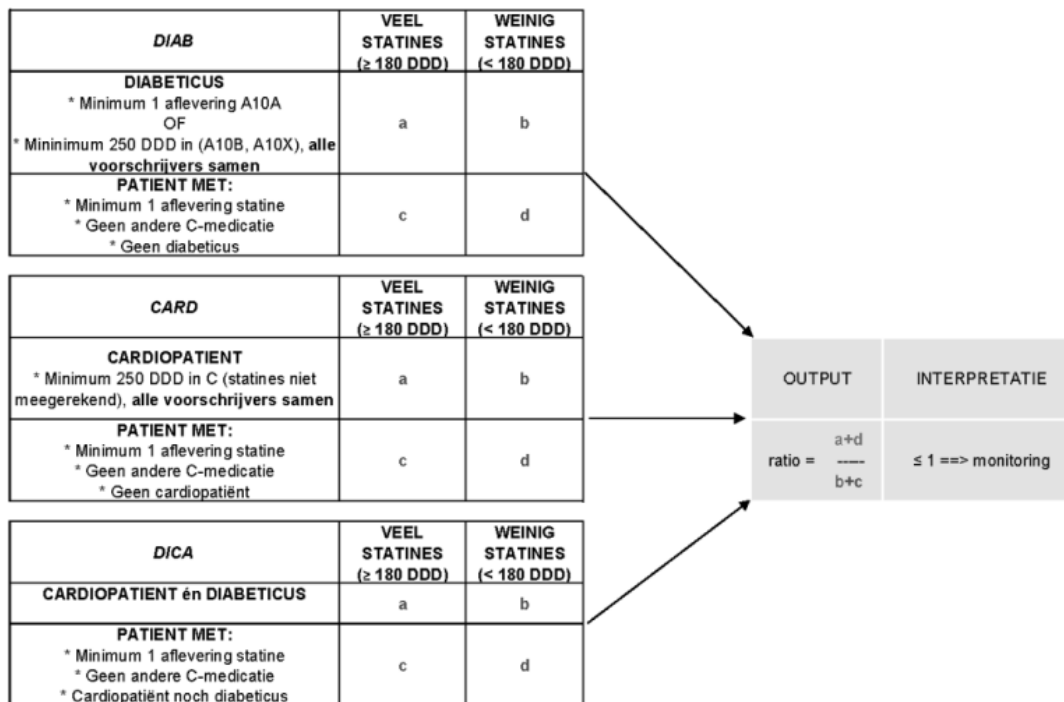 DIAB
VEEL
STATINES
(≥ 180 DDD)
WEINIG
STATINES
(< 180 DDD)
DIABETICUS
* Minimum 1 aflevering A10A
OF
* Mininimum 250 DDD in (A10B, A10X), alle
voorschrijvers samen
a
b
PATIENT MET:
* Minimum 1 aflevering statine
* Geen andere C-medicatie
* Geen diabeticus
c
d
CARD
VEEL
STATINES
(≥ 180 DDD)
WEINIG
STATINES
(< 180 DDD)
CARDIOPATIENT
* Minimum 250 DDD in C (statines niet
meegerekend), alle voorschrijvers samen
a
b
PATIENT MET:
* Minimum 1 aflevering statine
* Geen andere C-medicatie
* Geen cardiopatiënt
c
d
DICA
VEEL
STATINES
(≥ 180 DDD)
WEINIG
STATINES
(< 180 DDD)
CARDIOPATIENT én DIABETICUS
a
b
PATIENT MET:
* Minimum 1 aflevering statine
* Geen andere C-medicatie
* Cardiopatiënt noch diabeticus
c
d
OUTPUT
INTERPRETATIE
a+d
ratio = -----
b+c
≤ 1 ==> monitoring